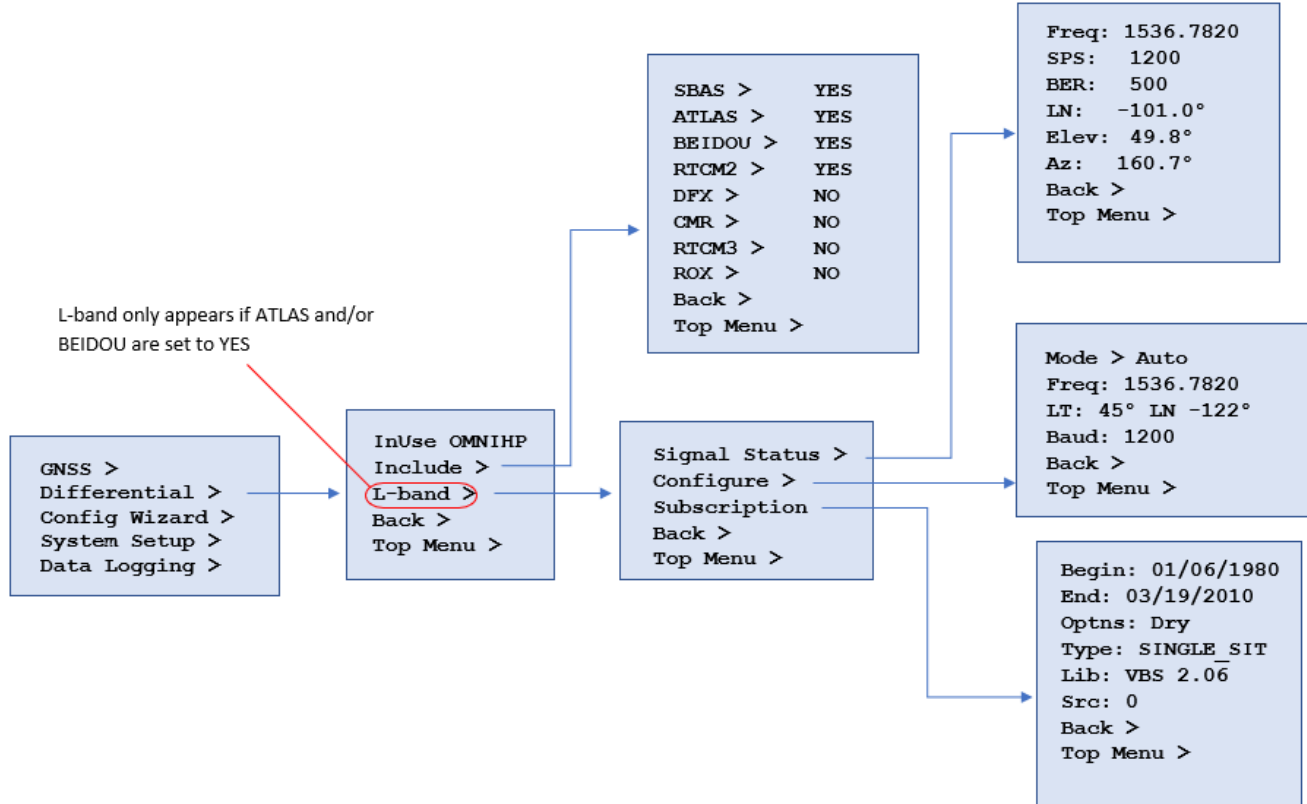 Freq: 1536.7820
SPS: 1200
BER: 500
LN: -101.0°
Elev: 49.8°
Az: 160.7°
Back >
Top Menu >
SBAS > YES
ATLAS > YES
BEIDOU > YES
RTCM2 > YES
DFX > NO
CMR > NO
RTCM3 > NO
ROX > NO
Back >
Top Menu >
L-band only appears if ATLAS and/or
BEIDOU are set to YES
GNSS >
Differential >
Config Wizard >
System Setup >
Data Logging >
InUse OMNIHP
Include >
L-band >
Back >
Top Menu >
Signal Status >
Configure >
Subscription
Back >
Top Menu >
Mode > Auto
Freq: 1536.7820
LT: 45° LN -122°
Baud: 1200
Back >
Top Menu >
Begin: 01/06/1980
End: 03/19/2010
Optns: Dry
Type: SINGLE_SIT
Lib: VBS 2.06
Src: 0
Back >
Top Menu >